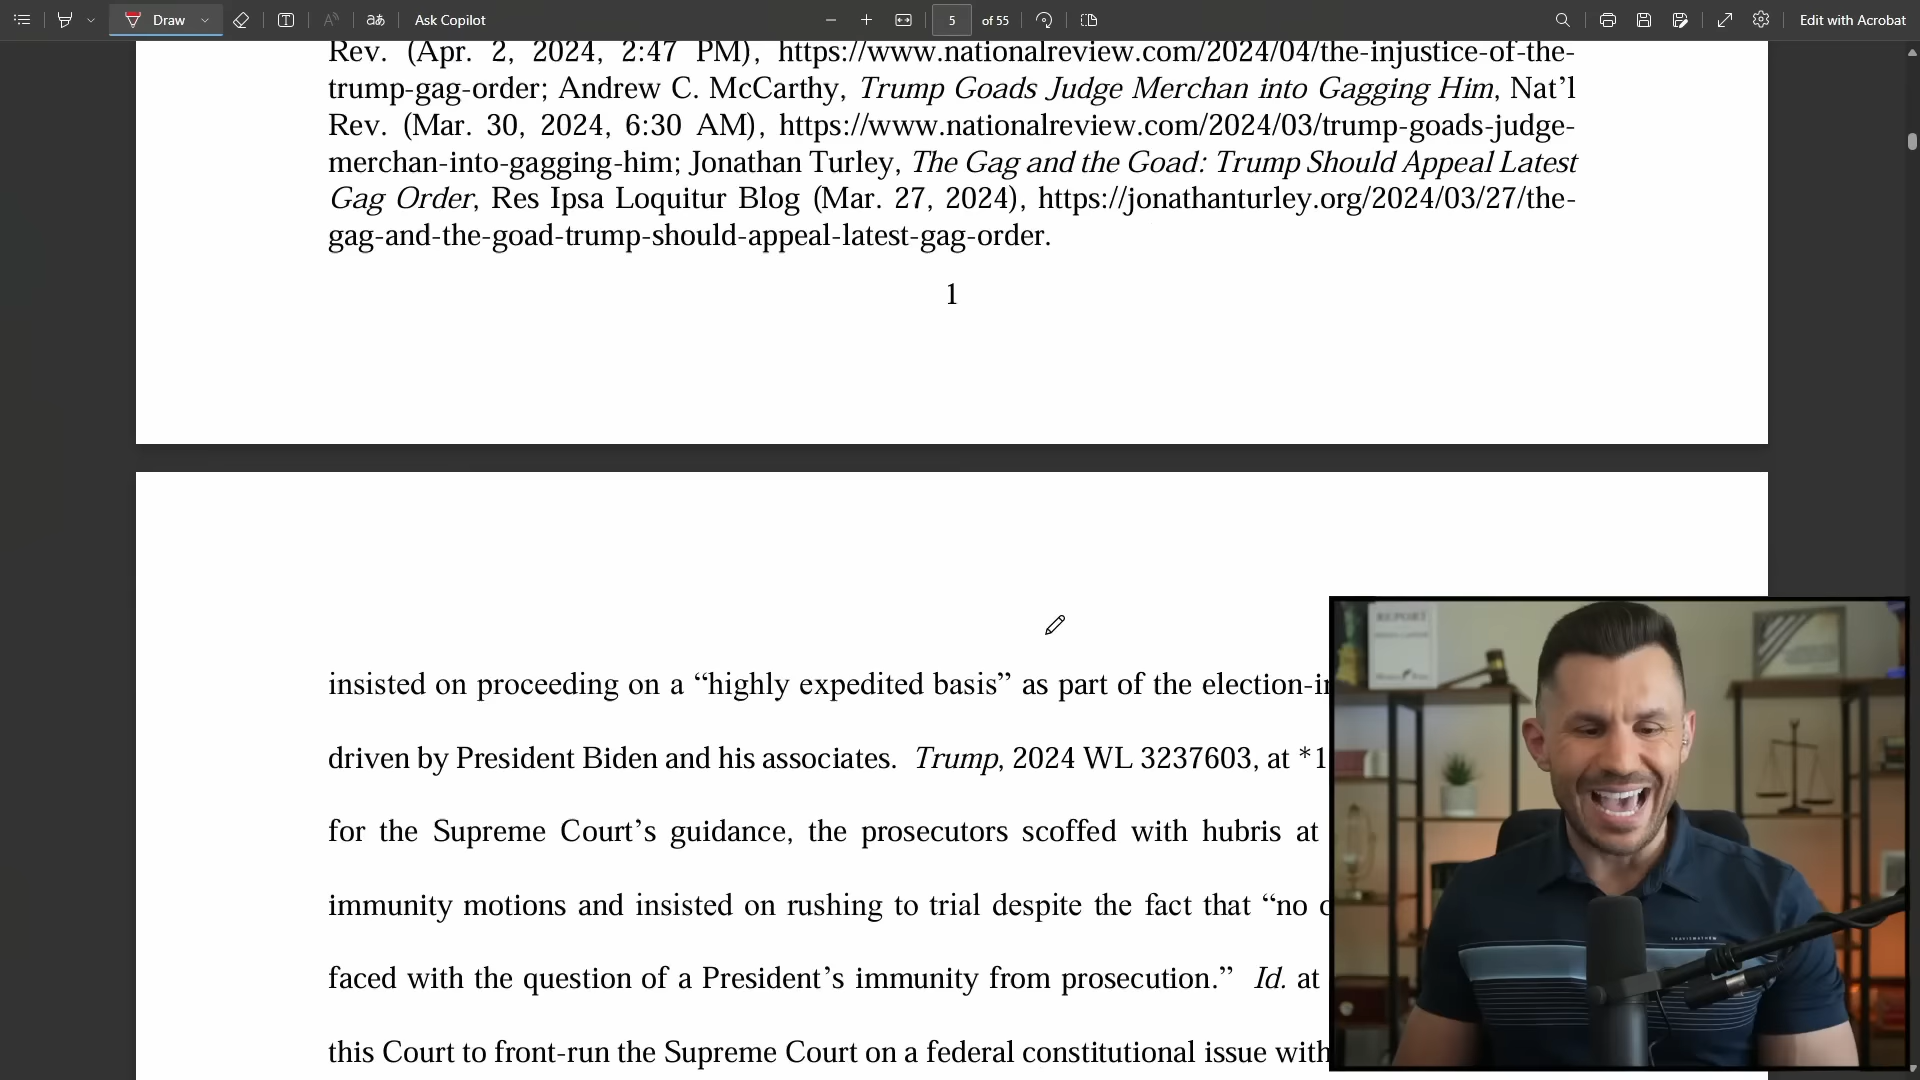 Draw
Ask Copilot
5 of 55
Edit with Acrobat
Rev. (Apr. 2, 2024, 2:47 PM), https://www.nationalreview.com/2024/04/the-injustice-of-the-
trump-gag-order; Andrew C. McCarthy, Trump Goads Judge Merchan into Gagging Him, Nat’l
Rev. (Mar. 30, 2024, 6:30 AM), https://www.nationalreview.com/2024/03/trump-goads-judge-
merchan-into-gagging-him; Jonathan Turley, The Gag and the Goad: Trump Should Appeal Latest
Gag Order, Res Ipsa Loquitur Blog (Mar. 27, 2024), https://jonathanturley.org/2024/03/27/the-
gag-and-the-goad-trump-should-appeal-latest-gag-order.
1
insisted on proceeding on a “highly expedited basis” as part of the
driven by President Biden and his associates. Trump, 2024 WL 3237603, at *1
for the Supreme Court’s guidance, the prosecutors scoffed with hubris at
immunity motions and insisted on rushing to trial despite the fact that “no
faced with the question of a President’s immunity from prosecution.” Id. at
this Court to front-run the Supreme Court on a federal constitutional issue with
REPORT